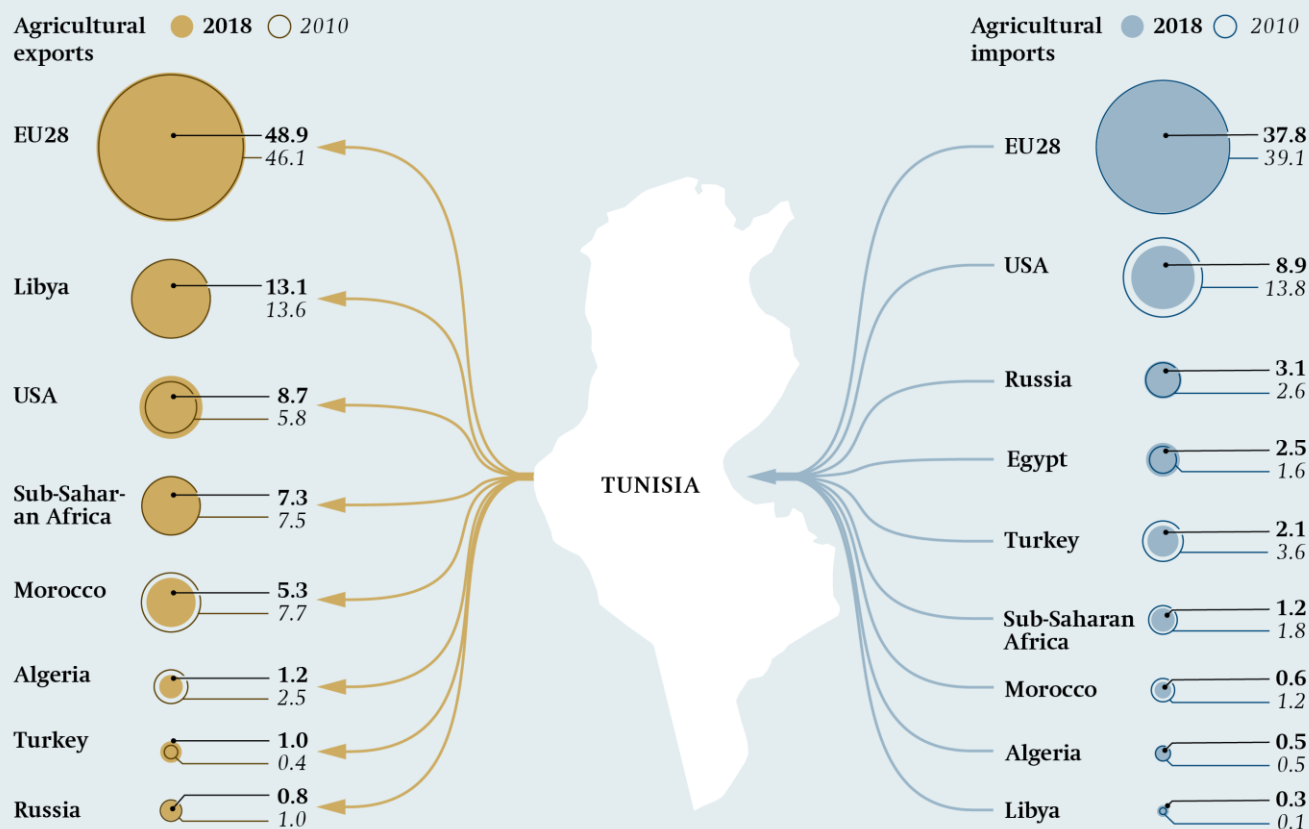 Agricultural exports
2018
2010
EU28
48.9
46.1
Libya
13.1
13.6
USA
8.7
5.8
Sub-Sahar-
an Africa
7.3
7.5
Morocco
5.3
7.7
Algeria
1.2
2.5
Turkey
1.0
0.4
Russia
0.8
1.0
TUNISIA
Agricultural imports
2018
2010
EU28
37.8
39.1
USA
8.9
13.8
Russia
3.1
2.6
Egypt
2.5
1.6
Turkey
2.1
3.6
Sub-Saharan
Africa
1.2
1.8
Morocco
0.6
1.2
Algeria
0.5
0.5
Libya
0.3
0.1